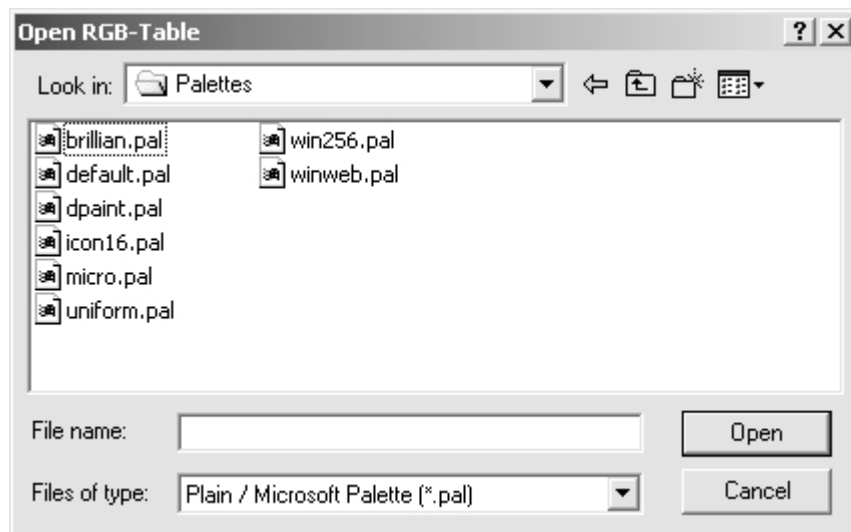 Open RGB-Table
Look in: Palettes
brillian.pal win256.pal
default.pal winweb.pal
dpaint.pal
icon16.pal
micro.pal
uniform.pal
File name: Open
Files of type: Plain / Microsoft Palette (*.pal) Cancel